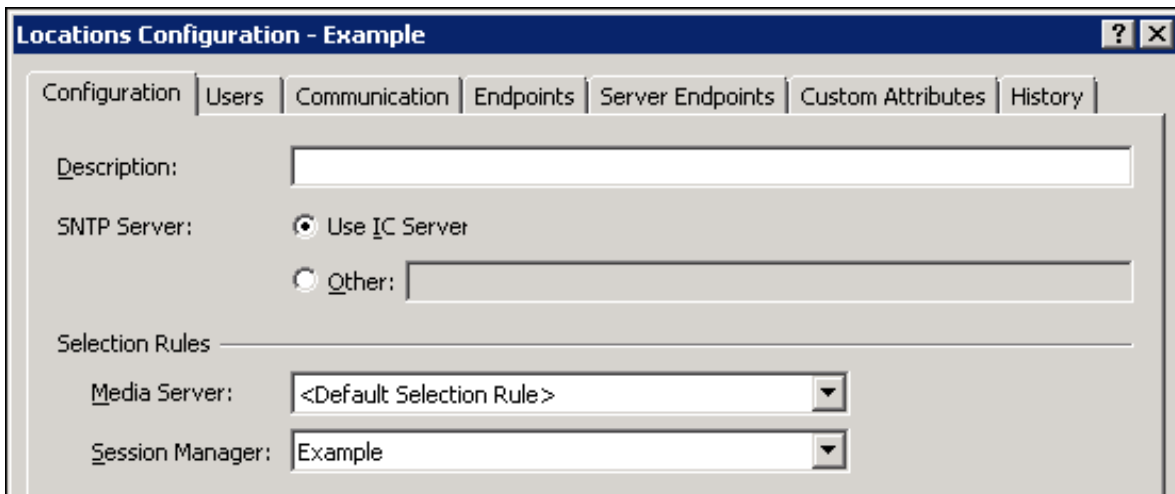 Locations Configuration - Example
Configuration Users Communication Endpoints Server Endpoints Custom Attributes History
Description:
SNTP Server: Use IC Server
Other:
Selection Rules
Media Server: <Default Selection Rule>
Session Manager: Example